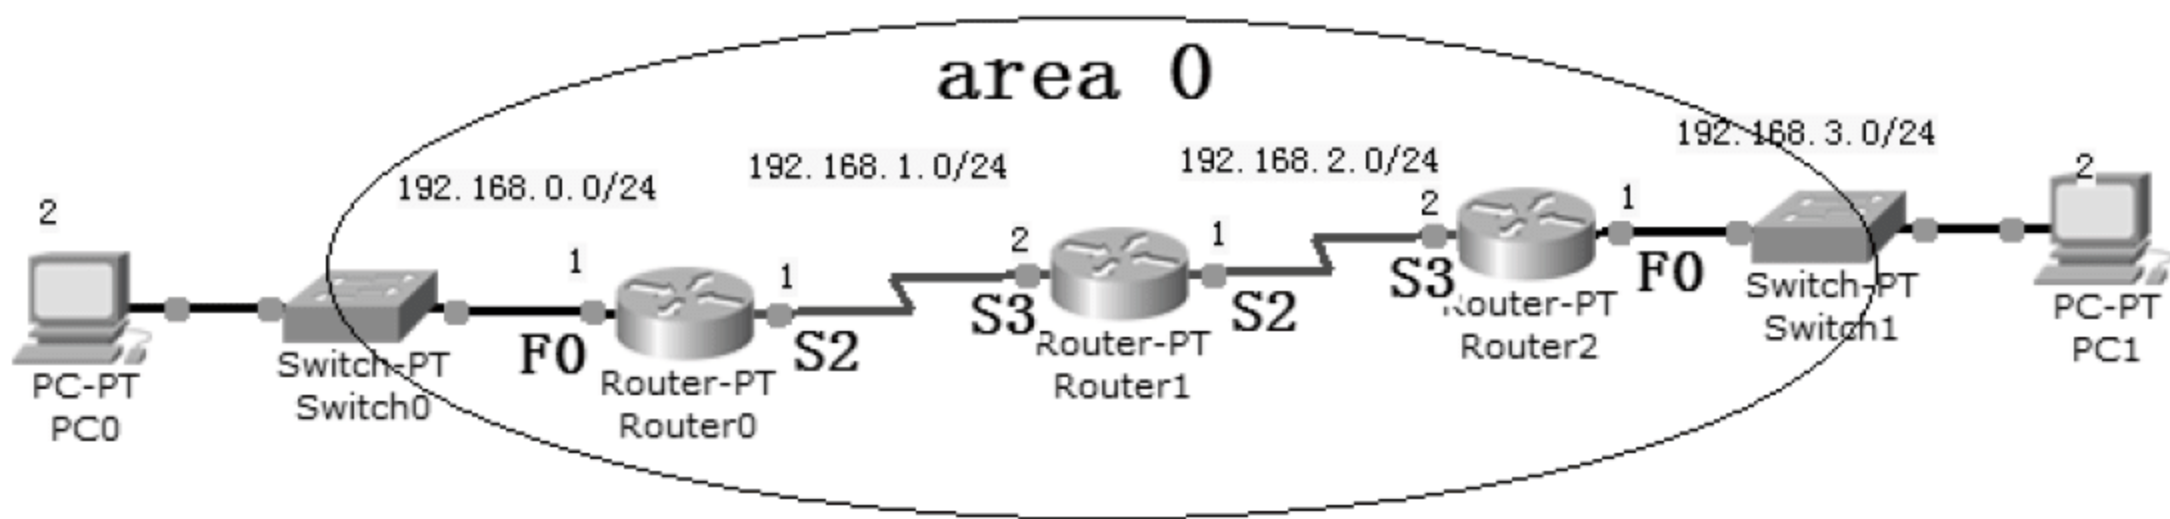 area 0
192.168.3.0/24
192.168.1.0/24
192.168.2.0/24
192.168.0.0/24
2
2
1
2
1
2
1
1
F0
S2
S3
S2
S3
F0
PC-PT
PC0
Switch-PT
Switch0
Router-PT
Router0
Router-PT
Router1
Router-PT
Router2
Switch-PT
Switch1
PC-PT
PC1